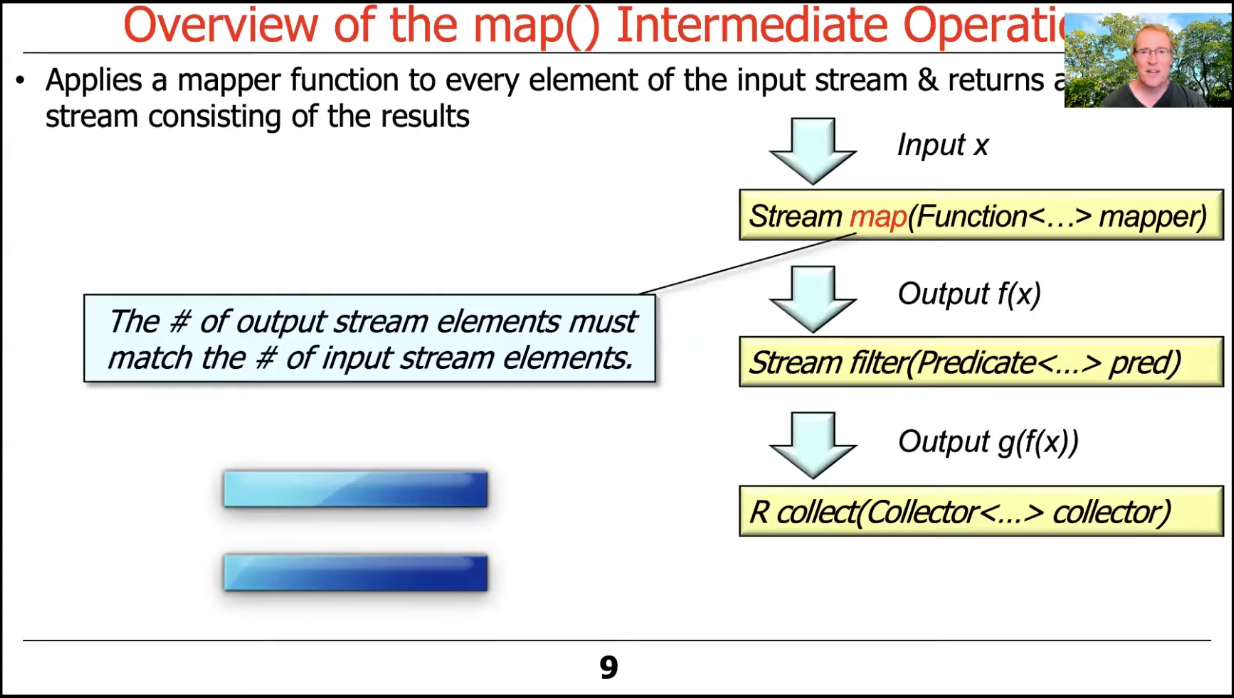 Overview of the map() Intermediate
• Applies a mapper function to every element of the input stream & returns
stream consisting of the results
Input x
Stream map(Function<...> mapper)
Output f(x)
The # of output stream elements must
match the # of input stream elements.
Stream filter(Predicate<...> pred)
Output g(f(x))
R collect(Collector<...> collector)
9